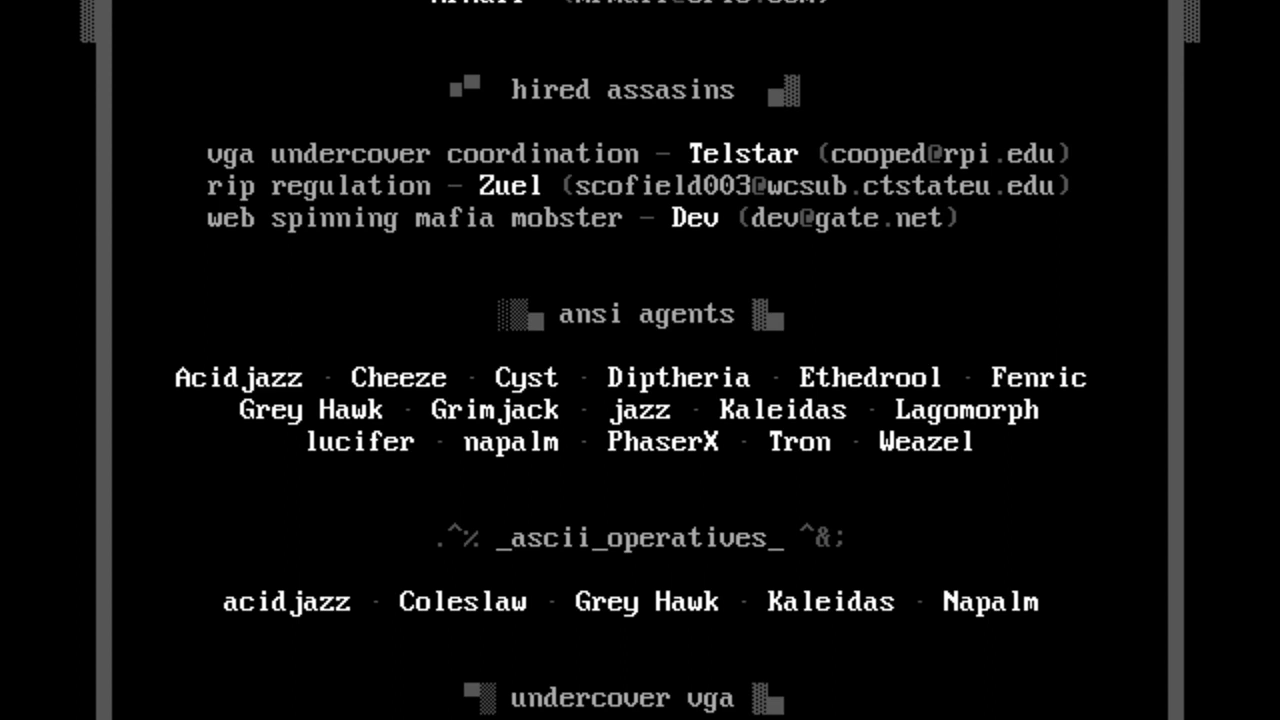 hired assasins
vga undercover coordination - Telstar (cooped@rpi.edu)
rip regulation - Zuel (scofield003@wcsub.ctstateu.edu)
web spinning mafia mobster - Dev (dev@gate.net)
ansi agents
Acidjazz · Cheeze · Cyst · Diptheria · Ethedrool · Fenric
Grey Hawk · Grimjack · jazz · Kaleidas · Lagomorph
lucifer · napalm · PhaserX · Tron · Weazel
.^% _ascii_operatives_ ^&;
acidjazz · Coleslaw · Grey Hawk · Kaleidas · Napalm
undercover vga